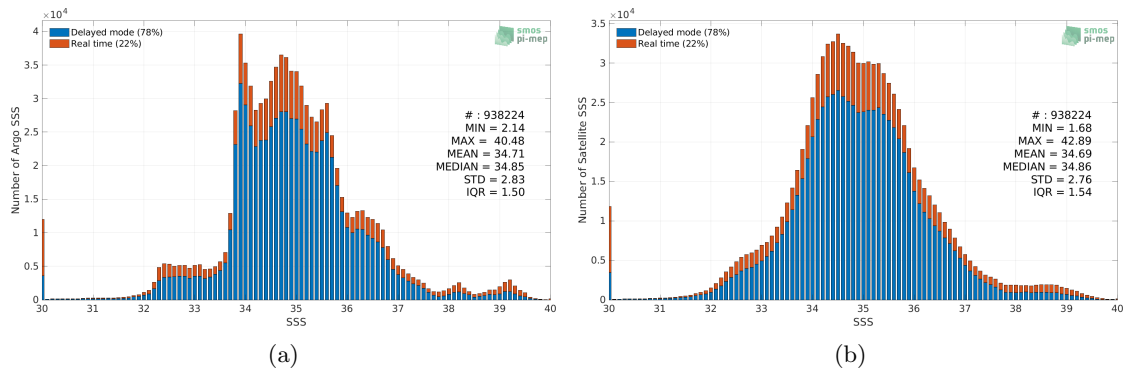 ×10⁴
Delayed mode (78%)
Real time (22%)
smos
pi-mep
# : 938224
MIN = 2.14
MAX = 40.48
MEAN = 34.71
MEDIAN = 34.85
STD = 2.83
IQR = 1.50
Number of Argo SSS
4
3.5
3
2.5
2
1.5
1
0.5
0
30 31 32 33 34 35 36 37 38 39 40
SSS
(a)
×10⁴
Delayed mode (78%)
Real time (22%)
smos
pi-mep
# : 938224
MIN = 1.68
MAX = 42.89
MEAN = 34.69
MEDIAN = 34.86
STD = 2.76
IQR = 1.54
Number of Satellite SSS
3.5
3
2.5
2
1.5
1
0.5
0
30 31 32 33 34 35 36 37 38 39 40
SSS
(b)